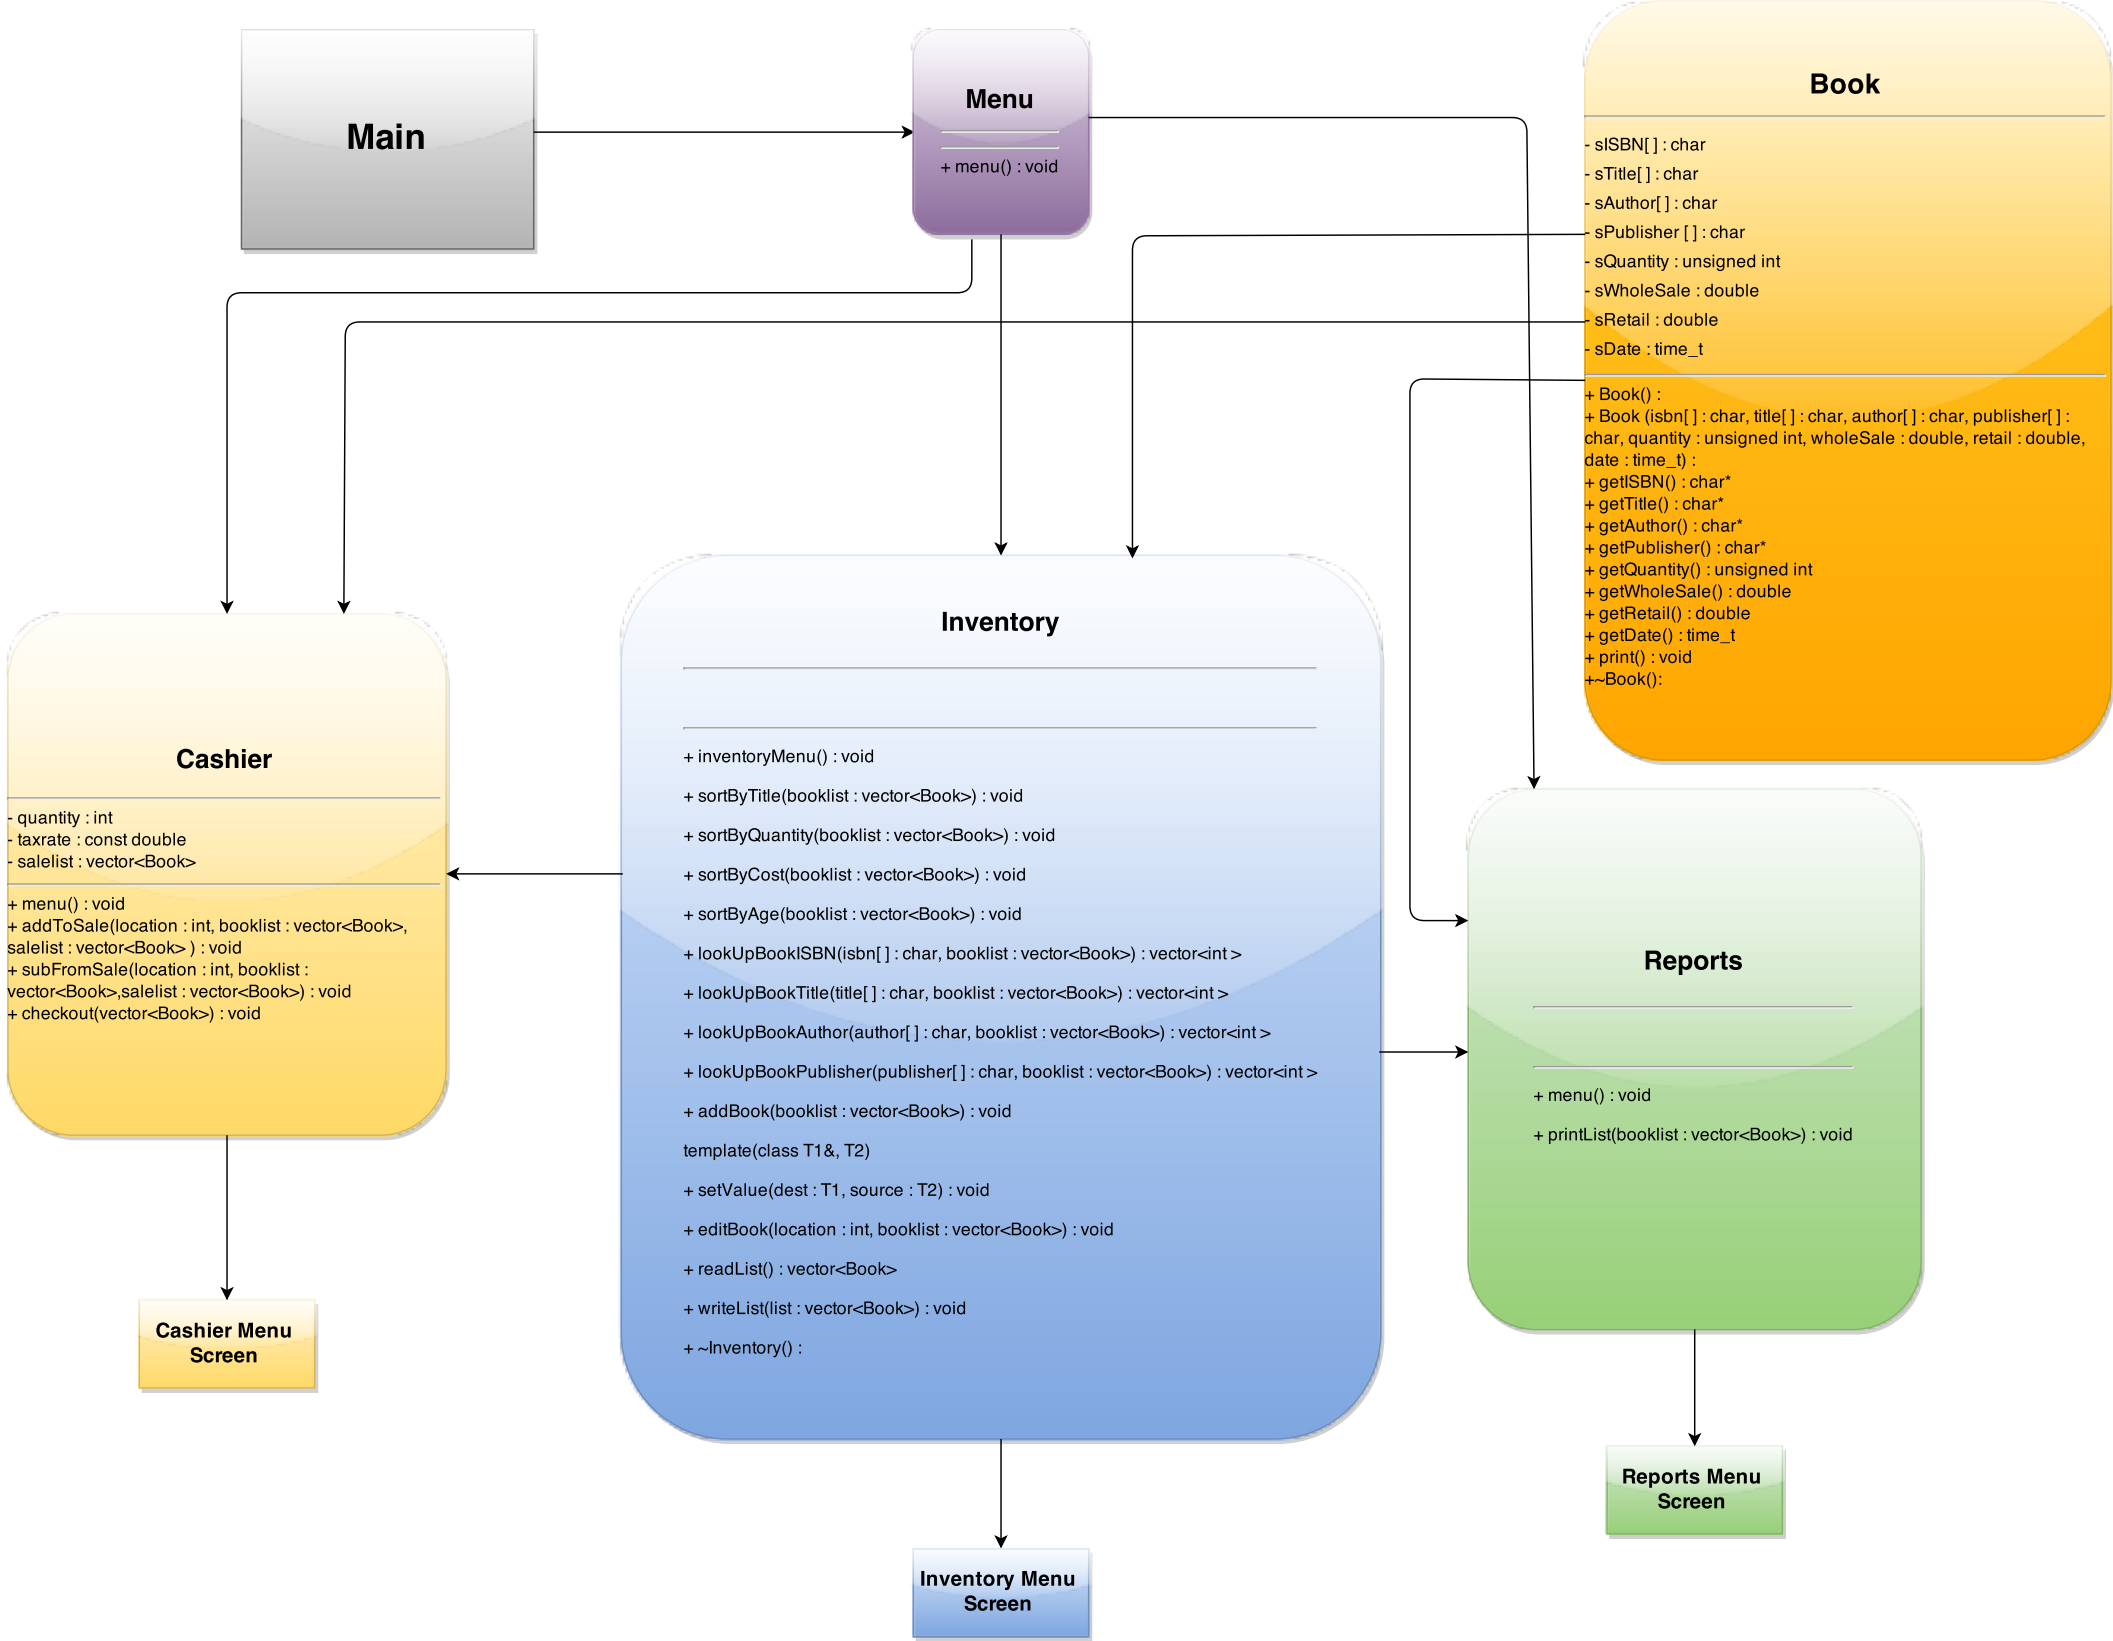 Main
Menu
+ menu() : void
Book
- sISBN[ ] : char
- sTitle[ ] : char
- sAuthor[ ] : char
- sPublisher [ ] : char
- sQuantity : unsigned int
- sWholeSale : double
- sRetail : double
- sDate : time_t
+ Book() :
+ Book (isbn[ ] : char, title[ ] : char, author[ ] : char, publisher[ ] :
char, quantity : unsigned int, wholeSale : double, retail : double,
date : time_t) :
+ getISBN() : char*
+ getTitle() : char*
+ getAuthor() : char*
+ getPublisher() : char*
+ getQuantity() : unsigned int
+ getWholeSale() : double
+ getRetail() : double
+ getDate() : time_t
+ print() : void
+~Book():
Cashier
- quantity : int
- taxrate : const double
- salelist : vector<Book>
+ menu() : void
+ addToSale(location : int, booklist : vector<Book>,
salelist : vector<Book> ) : void
+ subFromSale(location : int, booklist :
vector<Book>,salelist : vector<Book>) : void
+ checkout(vector<Book>) : void
Inventory
+ inventoryMenu() : void
+ sortByTitle(booklist : vector<Book>) : void
+ sortByQuantity(booklist : vector<Book>) : void
+ sortByCost(booklist : vector<Book>) : void
+ sortByAge(booklist : vector<Book>) : void
+ lookUpBookISBN(isbn[ ] : char, booklist : vector<Book>) : vector<int >
+ lookUpBookTitle(title[ ] : char, booklist : vector<Book>) : vector<int >
+ lookUpBookAuthor(author[ ] : char, booklist : vector<Book>) : vector<int >
+ lookUpBookPublisher(publisher[ ] : char, booklist : vector<Book>) : vector<int >
+ addBook(booklist : vector<Book>) : void
template(class T1&, T2)
+ setValue(dest : T1, source : T2) : void
+ editBook(location : int, booklist : vector<Book>) : void
+ readList() : vector<Book>
+ writeList(list : vector<Book>) : void
+ ~Inventory() :
Reports
+ menu() : void
+ printList(booklist : vector<Book>) : void
Cashier Menu
Screen
Reports Menu
Screen
Inventory Menu
Screen